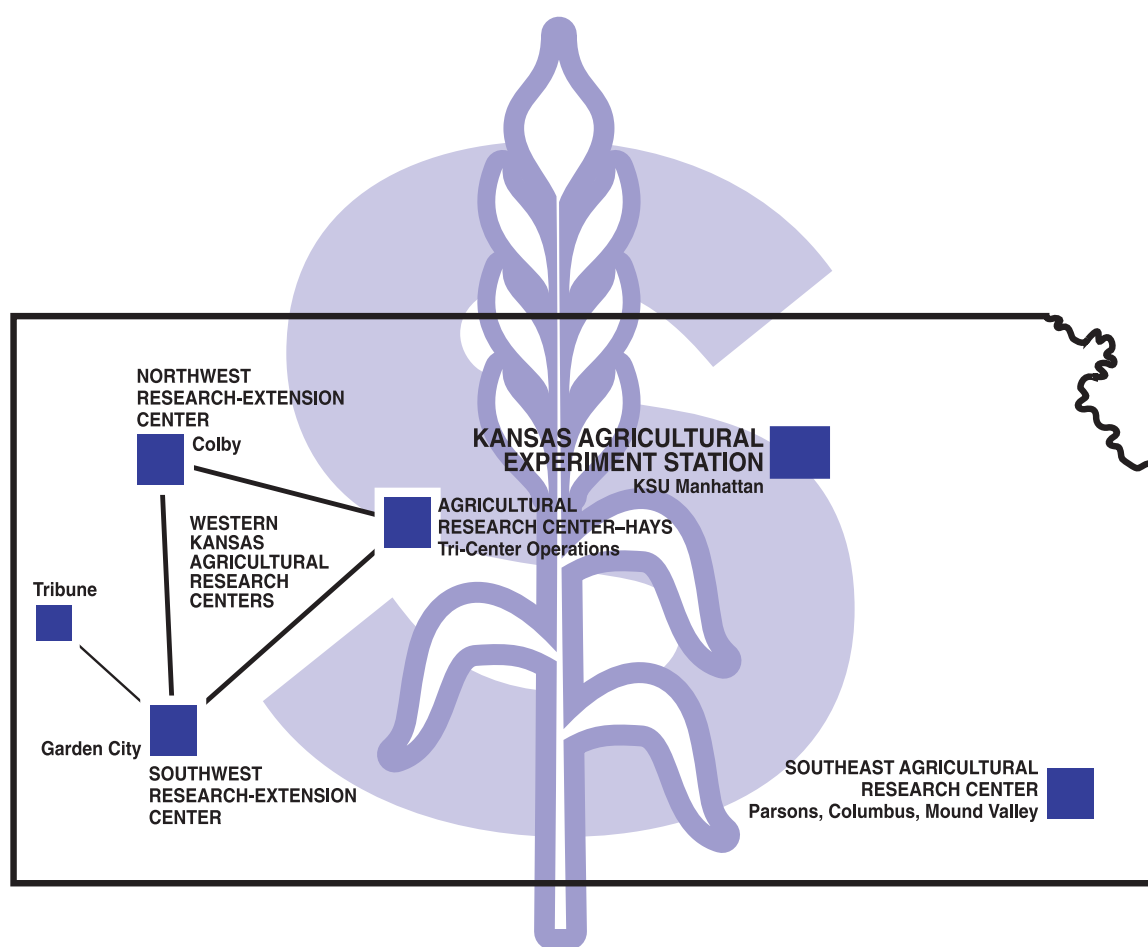 NORTHWEST
RESEARCH-EXTENSION
CENTER
Colby
KANSAS AGRICULTURAL
EXPERIMENT STATION
KSU Manhattan
AGRICULTURAL
RESEARCH CENTER–HAYS
Tri-Center Operations
WESTERN
KANSAS
AGRICULTURAL
RESEARCH
CENTERS
Tribune
Garden City
SOUTHWEST
RESEARCH-EXTENSION
CENTER
SOUTHEAST AGRICULTURAL
RESEARCH CENTER
Parsons, Columbus, Mound Valley